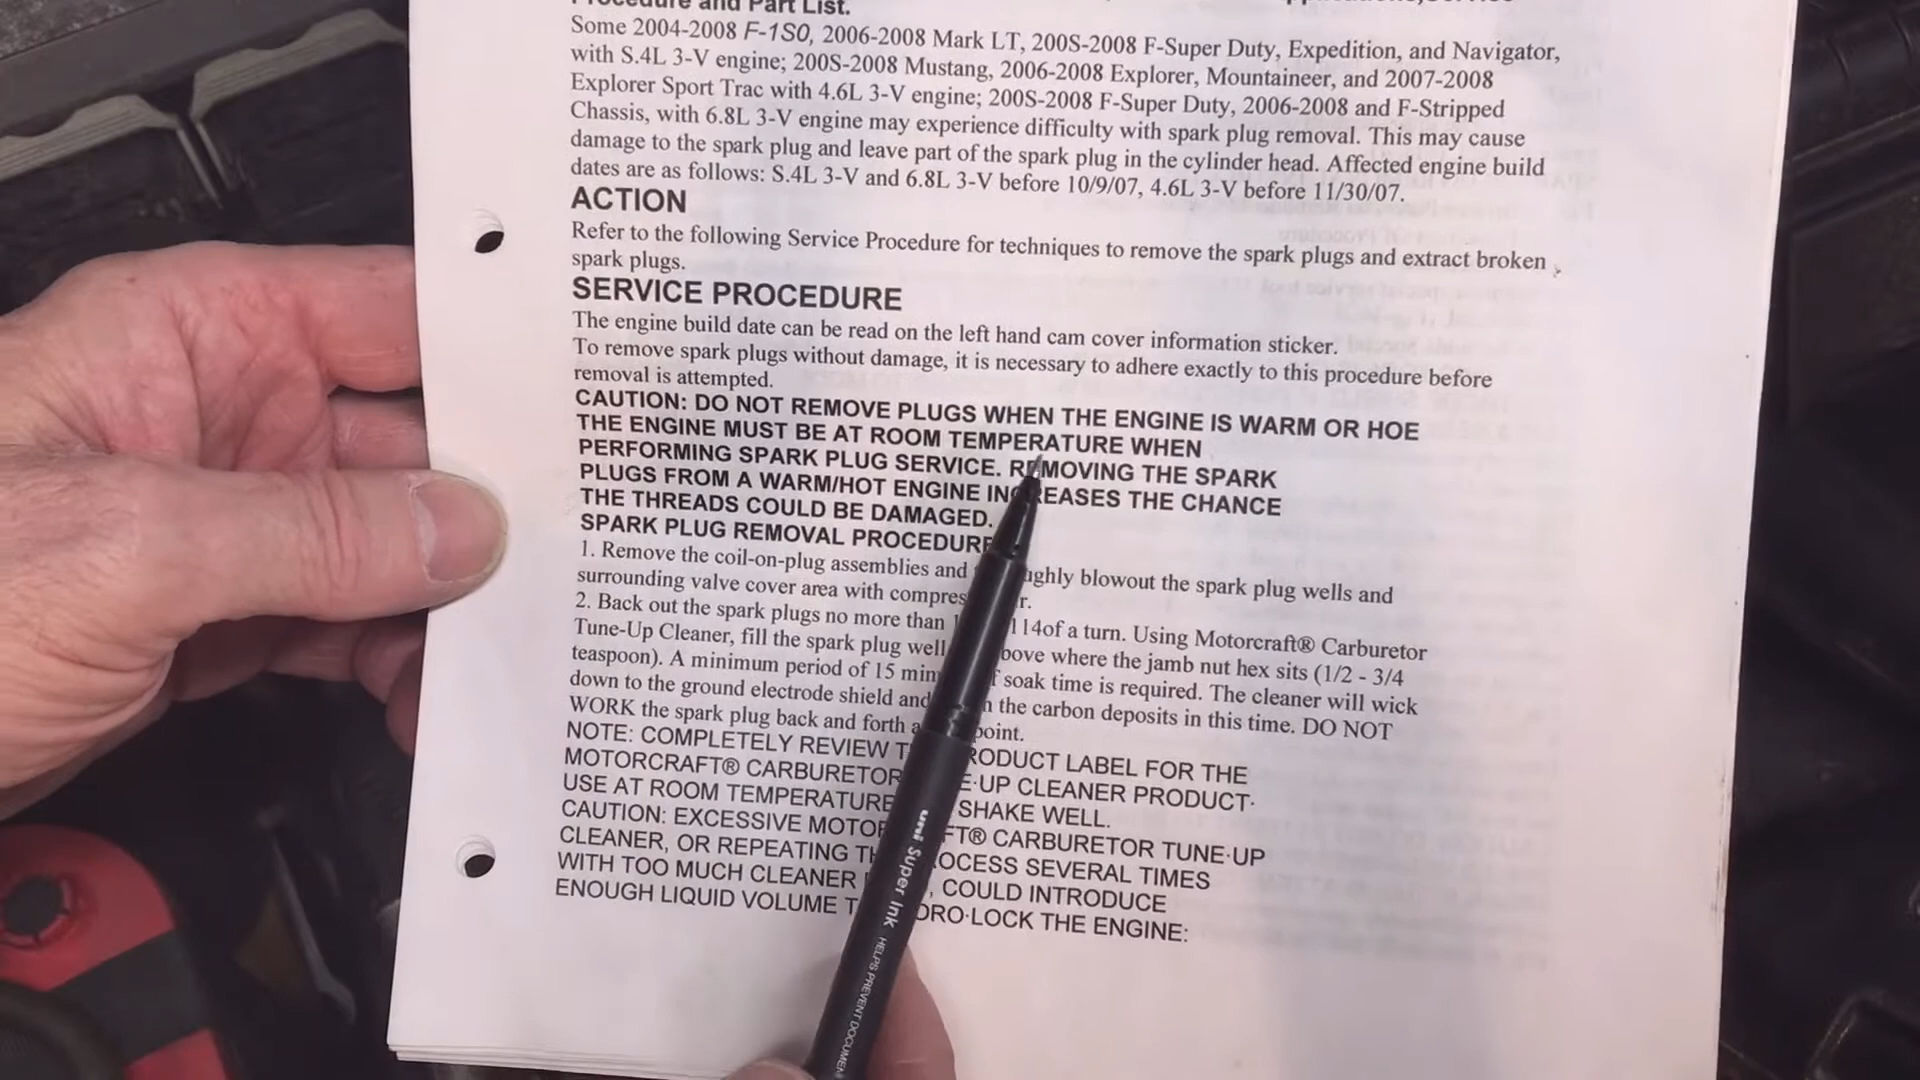 Procedure and Part List.
Some 2004-2008 F-1S0, 2006-2008 Mark LT, 200S-2008 F-Super Duty, Expedition, and Navigator,
with S.4L 3-V engine; 200S-2008 Mustang, 2006-2008 Explorer, Mountaineer, and 2007-2008
Explorer Sport Trac with 4.6L 3-V engine; 200S-2008 F-Super Duty, 2006-2008 and F-Stripped
Chassis, with 6.8L 3-V engine may experience difficulty with spark plug removal. This may cause
damage to the spark plug and leave part of the spark plug in the cylinder head. Affected engine build
dates are as follows: S.4L 3-V and 6.8L 3-V before 10/9/07, 4.6L 3-V before 11/30/07.
ACTION
Refer to the following Service Procedure for techniques to remove the spark plugs and extract broken
spark plugs.
SERVICE PROCEDURE
The engine build date can be read on the left hand cam cover information sticker.
To remove spark plugs without damage, it is necessary to adhere exactly to this procedure before
removal is attempted.
CAUTION: DO NOT REMOVE PLUGS WHEN THE ENGINE IS WARM OR HOE
THE ENGINE MUST BE AT ROOM TEMPERATURE WHEN
PERFORMING SPARK PLUG SERVICE. REMOVING THE SPARK
PLUGS FROM A WARM/HOT ENGINE INCREASES THE CHANCE
THE THREADS COULD BE DAMAGED.
SPARK PLUG REMOVAL PROCEDURE
1. Remove the coil-on-plug assemblies and blowout the spark plug wells and
surrounding valve cover area with
2. Back out the spark plugs no more than 114of a turn. Using Motorcraft® Carburetor
Tune-Up Cleaner, fill the spark plug well where the jamb nut hex sits (1/2 - 3/4
teaspoon). A minimum period of 15 soak time is required. The cleaner will wick
down to the ground electrode shield and the carbon deposits in this time. DO NOT
WORK the spark plug back and forth point.
NOTE: COMPLETELY REVIEW PRODUCT LABEL FOR THE
MOTORCRAFT® CARBURETOR E·UP CLEANER PRODUCT·
USE AT ROOM TEMPERATURE SHAKE WELL.
CAUTION: EXCESSIVE MOTORCRAFT® CARBURETOR TUNE·UP
CLEANER, OR REPEATING PROCESS SEVERAL TIMES
WITH TOO MUCH CLEANER , COULD INTRODUCE
ENOUGH LIQUID VOLUME DRO·LOCK THE ENGINE:
uni Super Ink HELPS PREVENT DOCUMEN